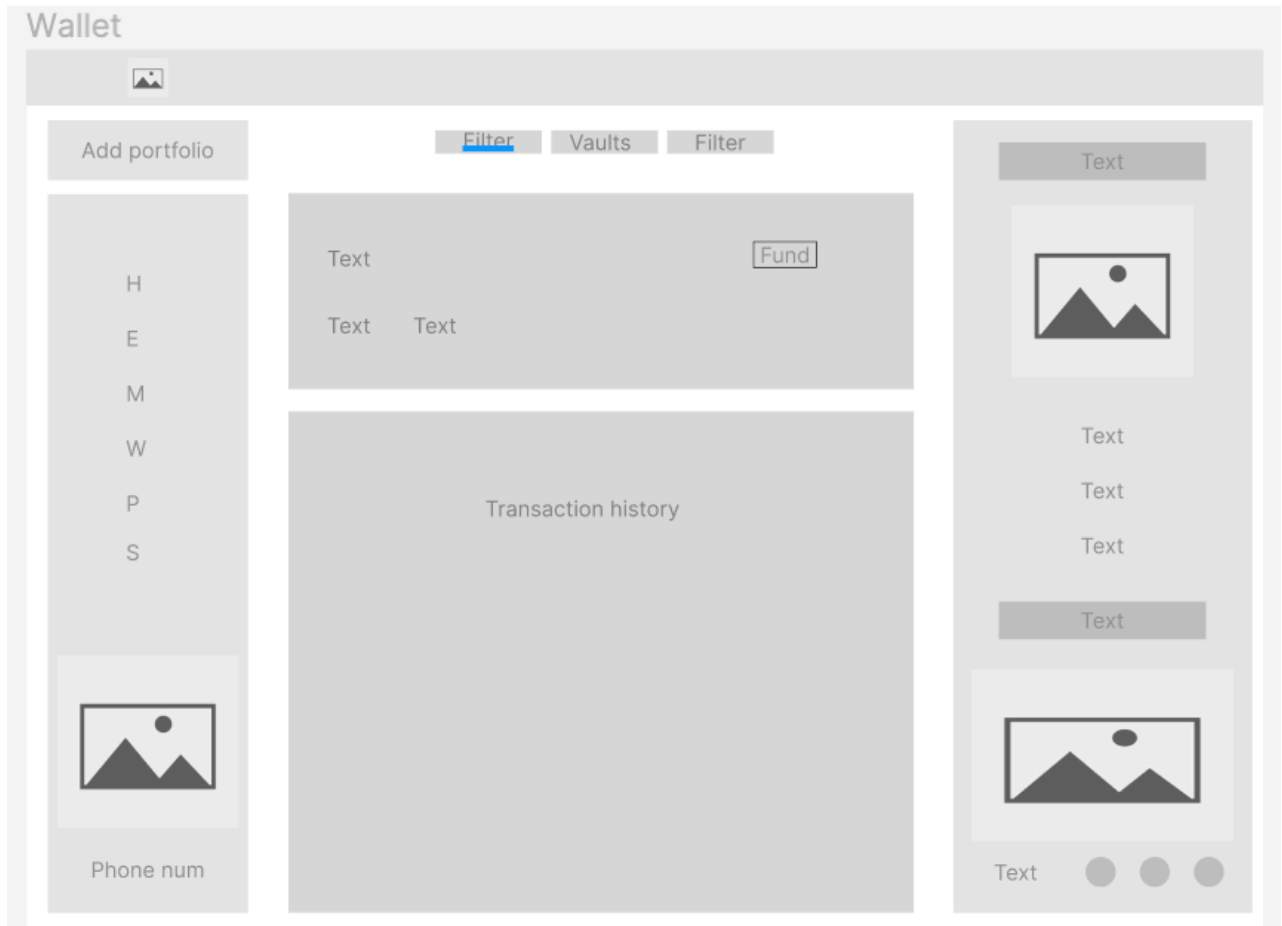 Wallet
Add portfolio
H
E
M
W
P
S
Phone num
Filter
Vaults
Filter
Text
Fund
Text
Text
Transaction history
Text
Text
Text
Text
Text
Text